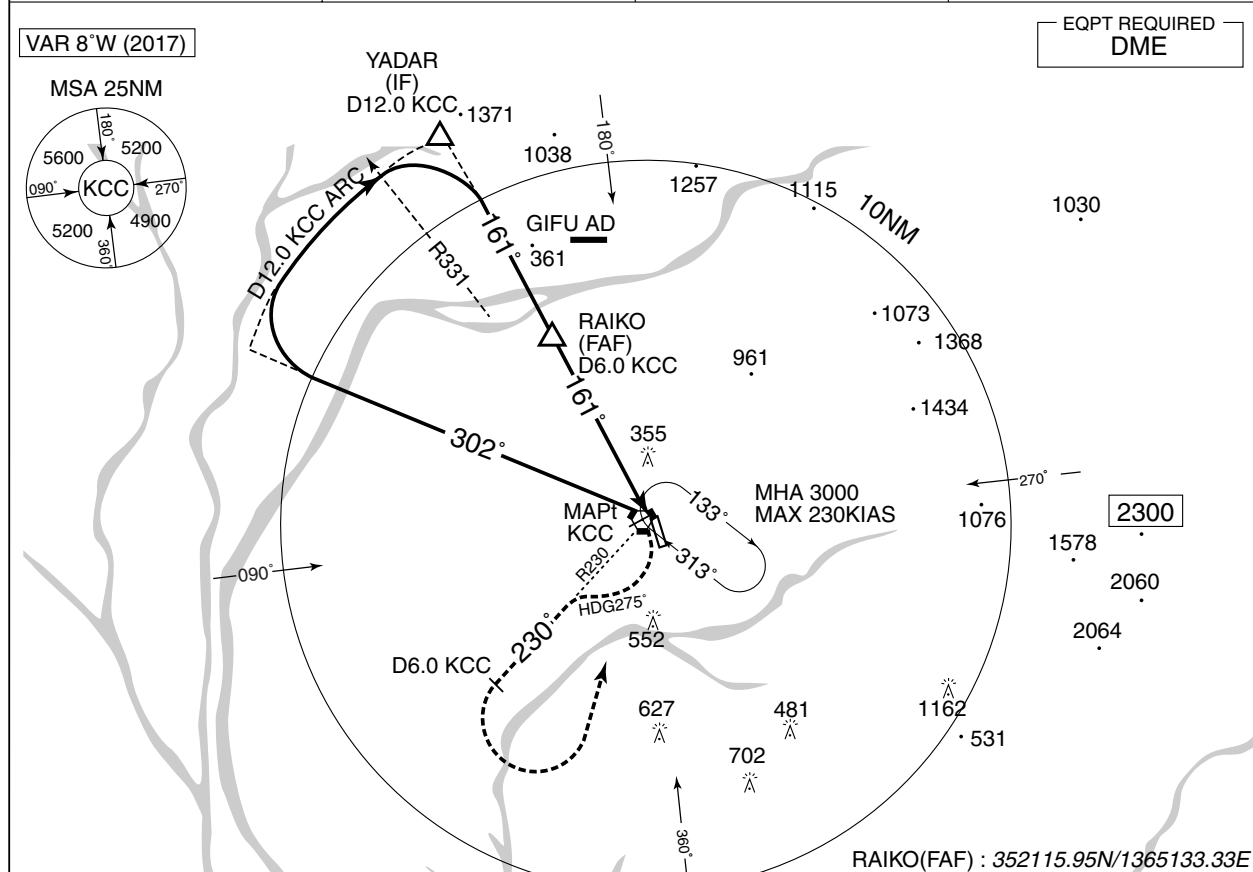 VAR 8˚W (2017)
EQPT REQUIRED
DME
MSA 25NM
180˚
5600
5200
090˚
KCC
270˚
5200
4900
360˚
YADAR
(IF)
D12.0 KCC
1371
1038
180˚
1257
1115
10NM
1030
D12.0 KCC ARC
R331
161˚
GIFU AD
361
RAIKO
(FAF)
D6.0 KCC
1073
1368
961
161˚
1434
302˚
355
133˚
MHA 3000
MAX 230KIAS
270˚
1076
2300
MAPt
KCC
313˚
1578
R230
090˚
HDG275˚
2060
230˚
552
2064
D6.0 KCC
627
481
1162
531
702
360˚
RAIKO(FAF) : 352115.95N/1365133.33E